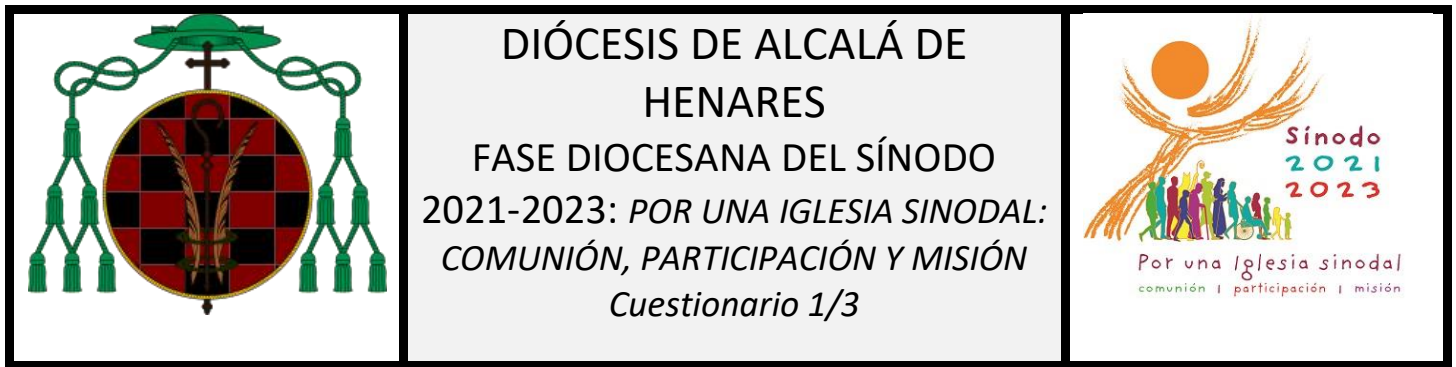 DIÓCESIS DE ALCALÁ DE
HENARES
FASE DIOCESANA DEL SÍNODO
2021-2023: POR UNA IGLESIA SINODAL:
COMUNIÓN, PARTICIPACIÓN Y MISIÓN
Cuestionario 1/3
Sínodo
2021
2023
Por una Iglesia sinodal
comunión | participación | misión